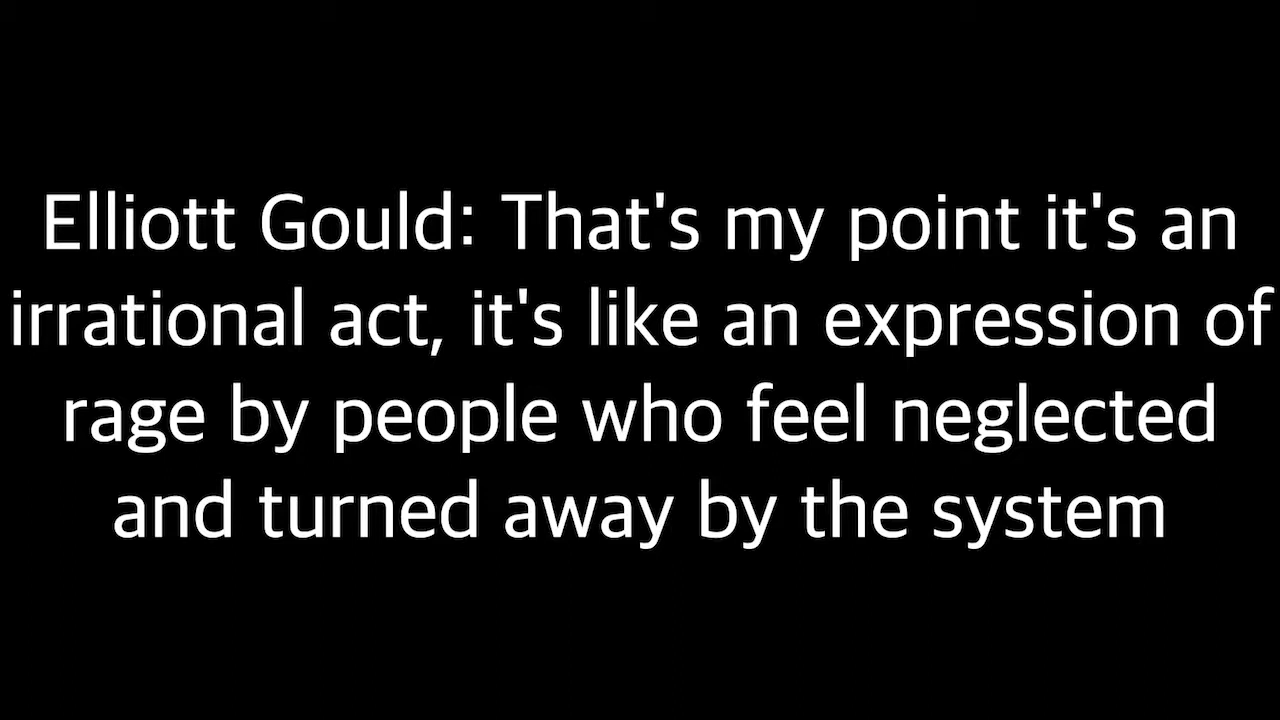 Elliott Gould: That's my point it's an
irrational act, it's like an expression of
rage by people who feel neglected
and turned away by the system